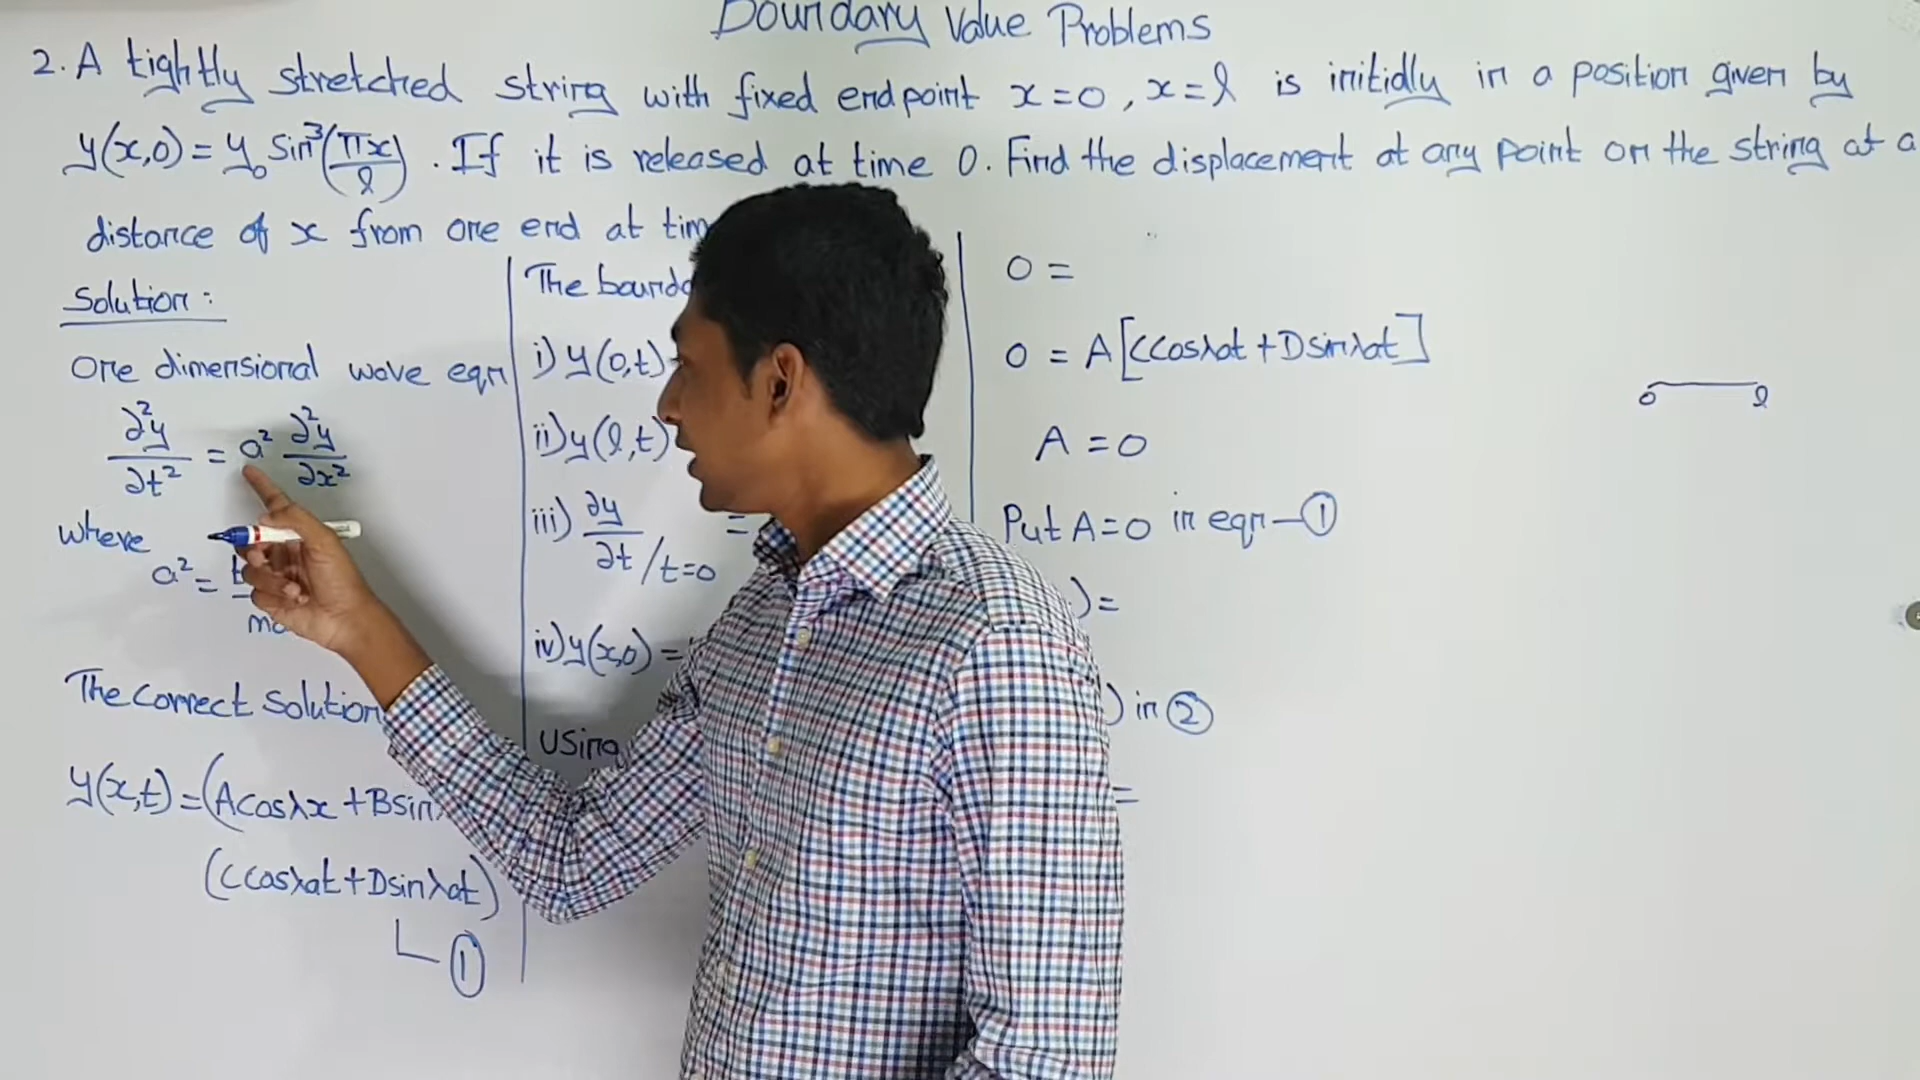 Boundary Value Problems
2. A tightly stretched string with fixed endpoint x=0, x=l is initially in a position given by
y(x,0) = y₀ Sin³(πx/l). If it is released at time 0. Find the displacement at any point on the string at a
distance of x from one end at
Solution:
One dimensional wave eqn
∂²y/∂t² = a² ∂²y/∂x²
where
a² =
The correct solution
y(x,t) = (Acosλx + Bsin
(Ccosλat + Dsinλat)
①
The
i) y(0,t)
ii) y(l,t)
iii) ∂y/∂t /t=0 =
iv) y(x,0) =
Using
0 =
0 = A[Ccosλat + Dsinλat]
A = 0
Put A=0 in eqn—①
) =
) in ②
=
0 l